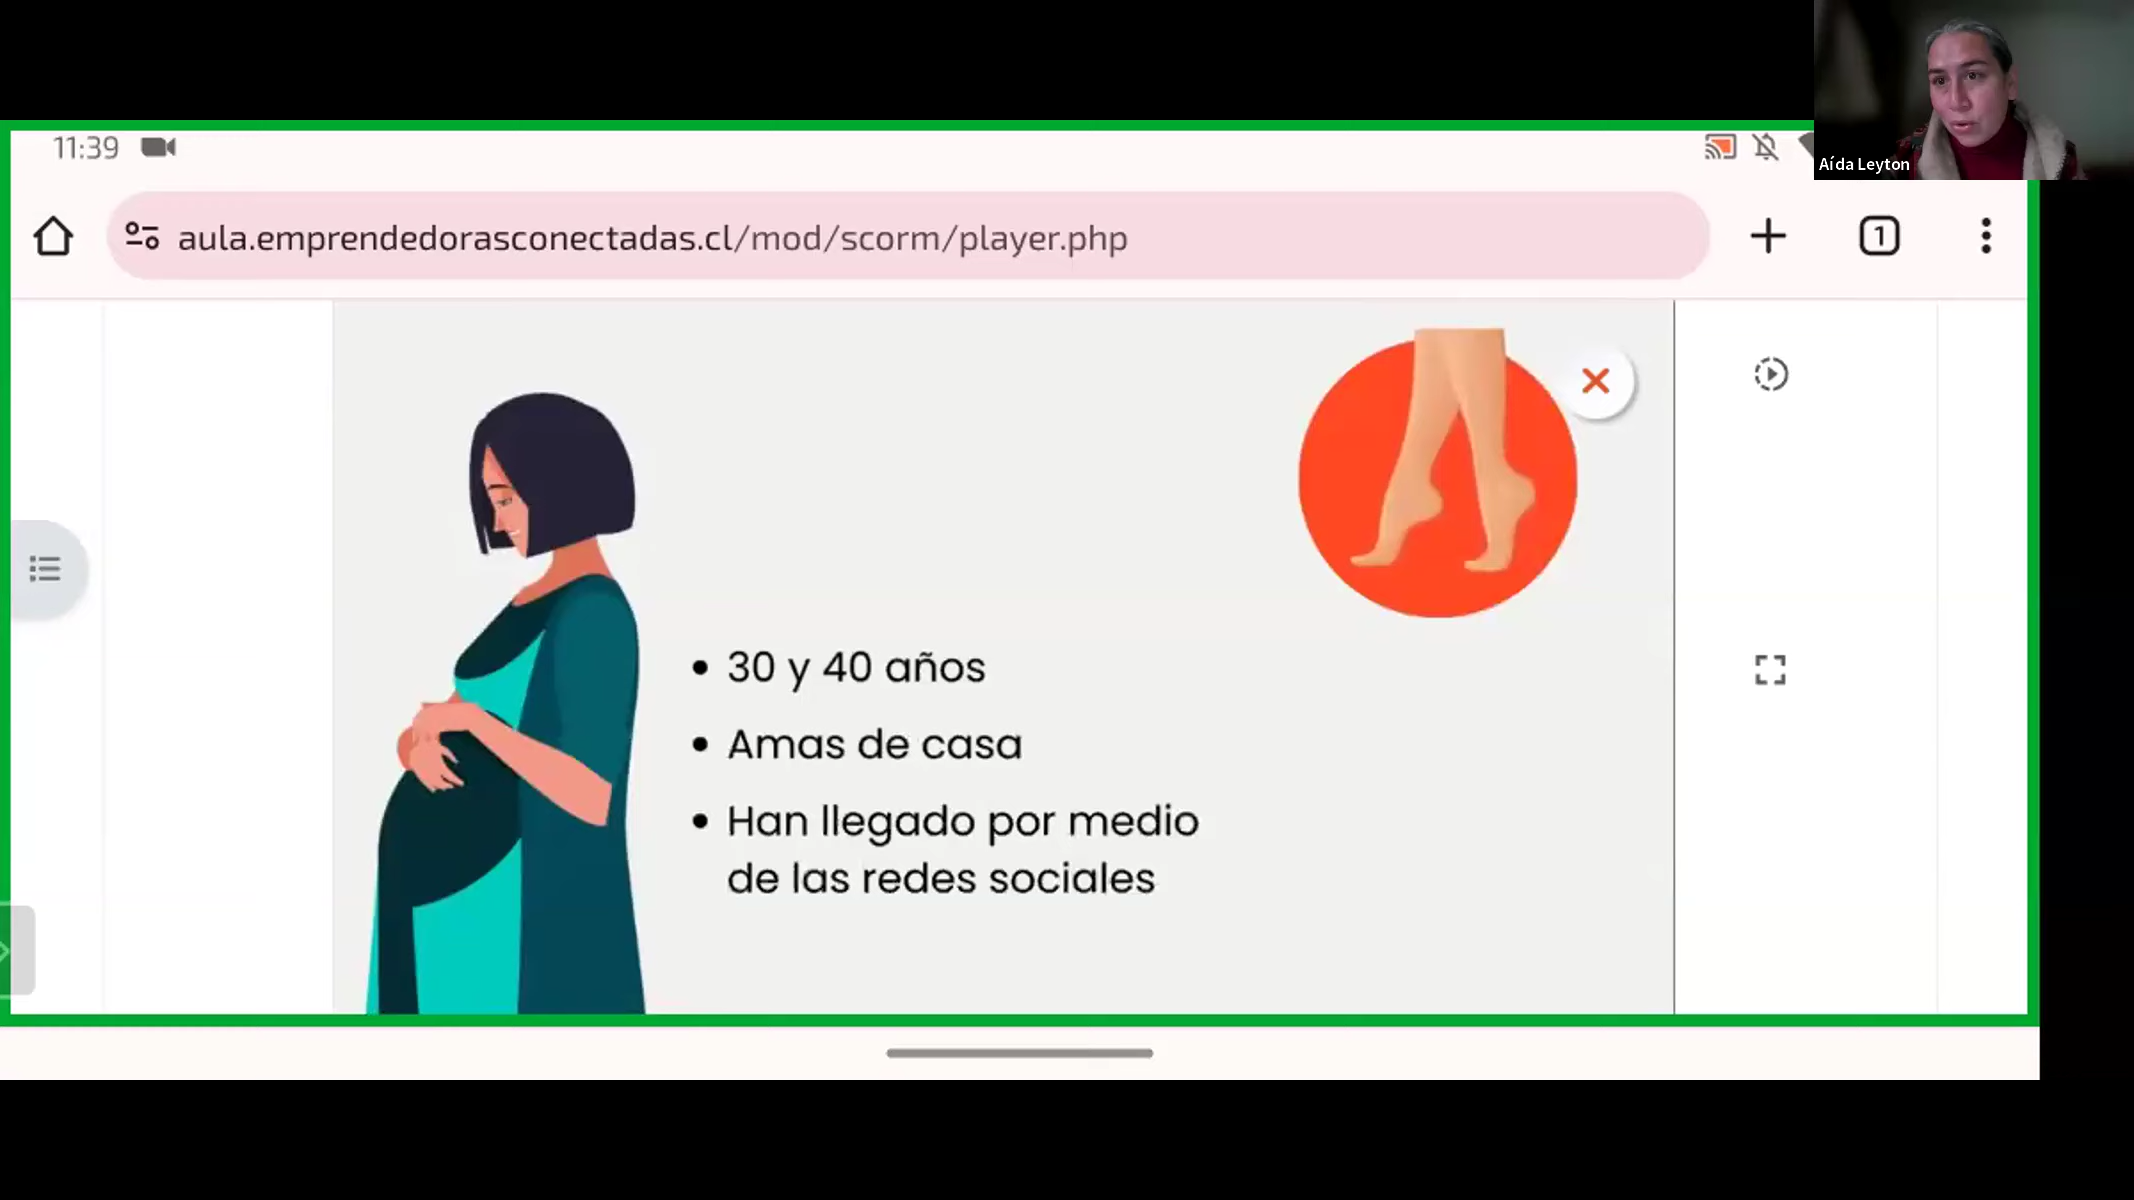 Aída Leyton
11:39
aula.emprendedorasconectadas.cl/mod/scorm/player.php
1
30 y 40 años
Amas de casa
Han llegado por medio
de las redes sociales